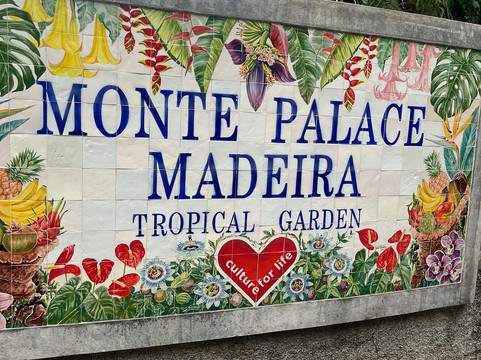 MONTE PALACE
MADEIRA
TROPICAL GARDEN
culture for life